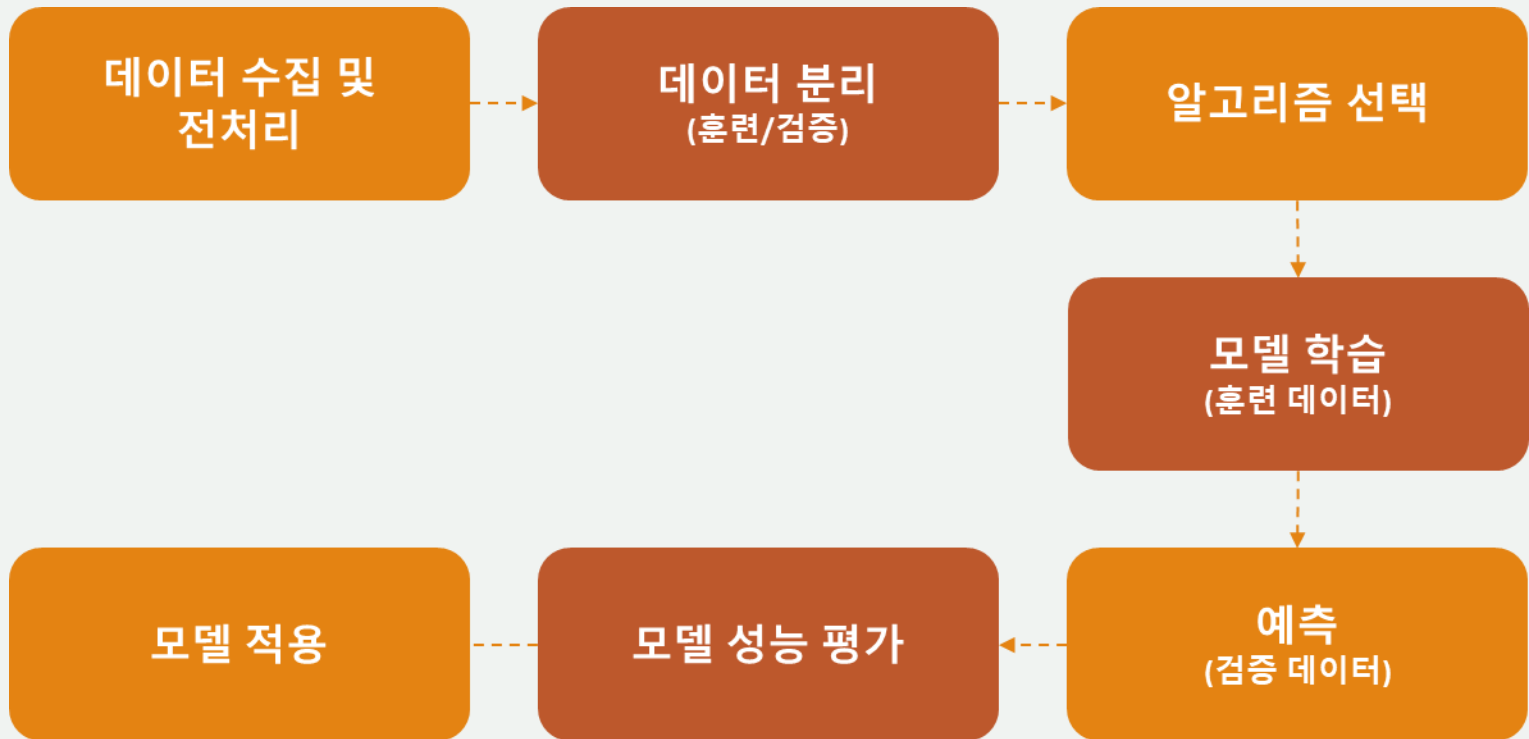 데이터 수집 및
전처리
데이터 분리
(훈련/검증)
알고리즘 선택
모델 학습
(훈련 데이터)
예측
(검증 데이터)
모델 성능 평가
모델 적용